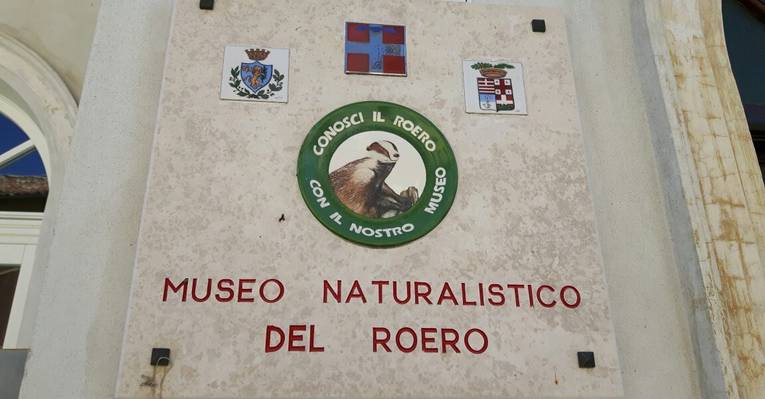 CONOSCI IL ROERO
CON IL NOSTRO MUSEO
MUSEO NATURALISTICO
DEL ROERO